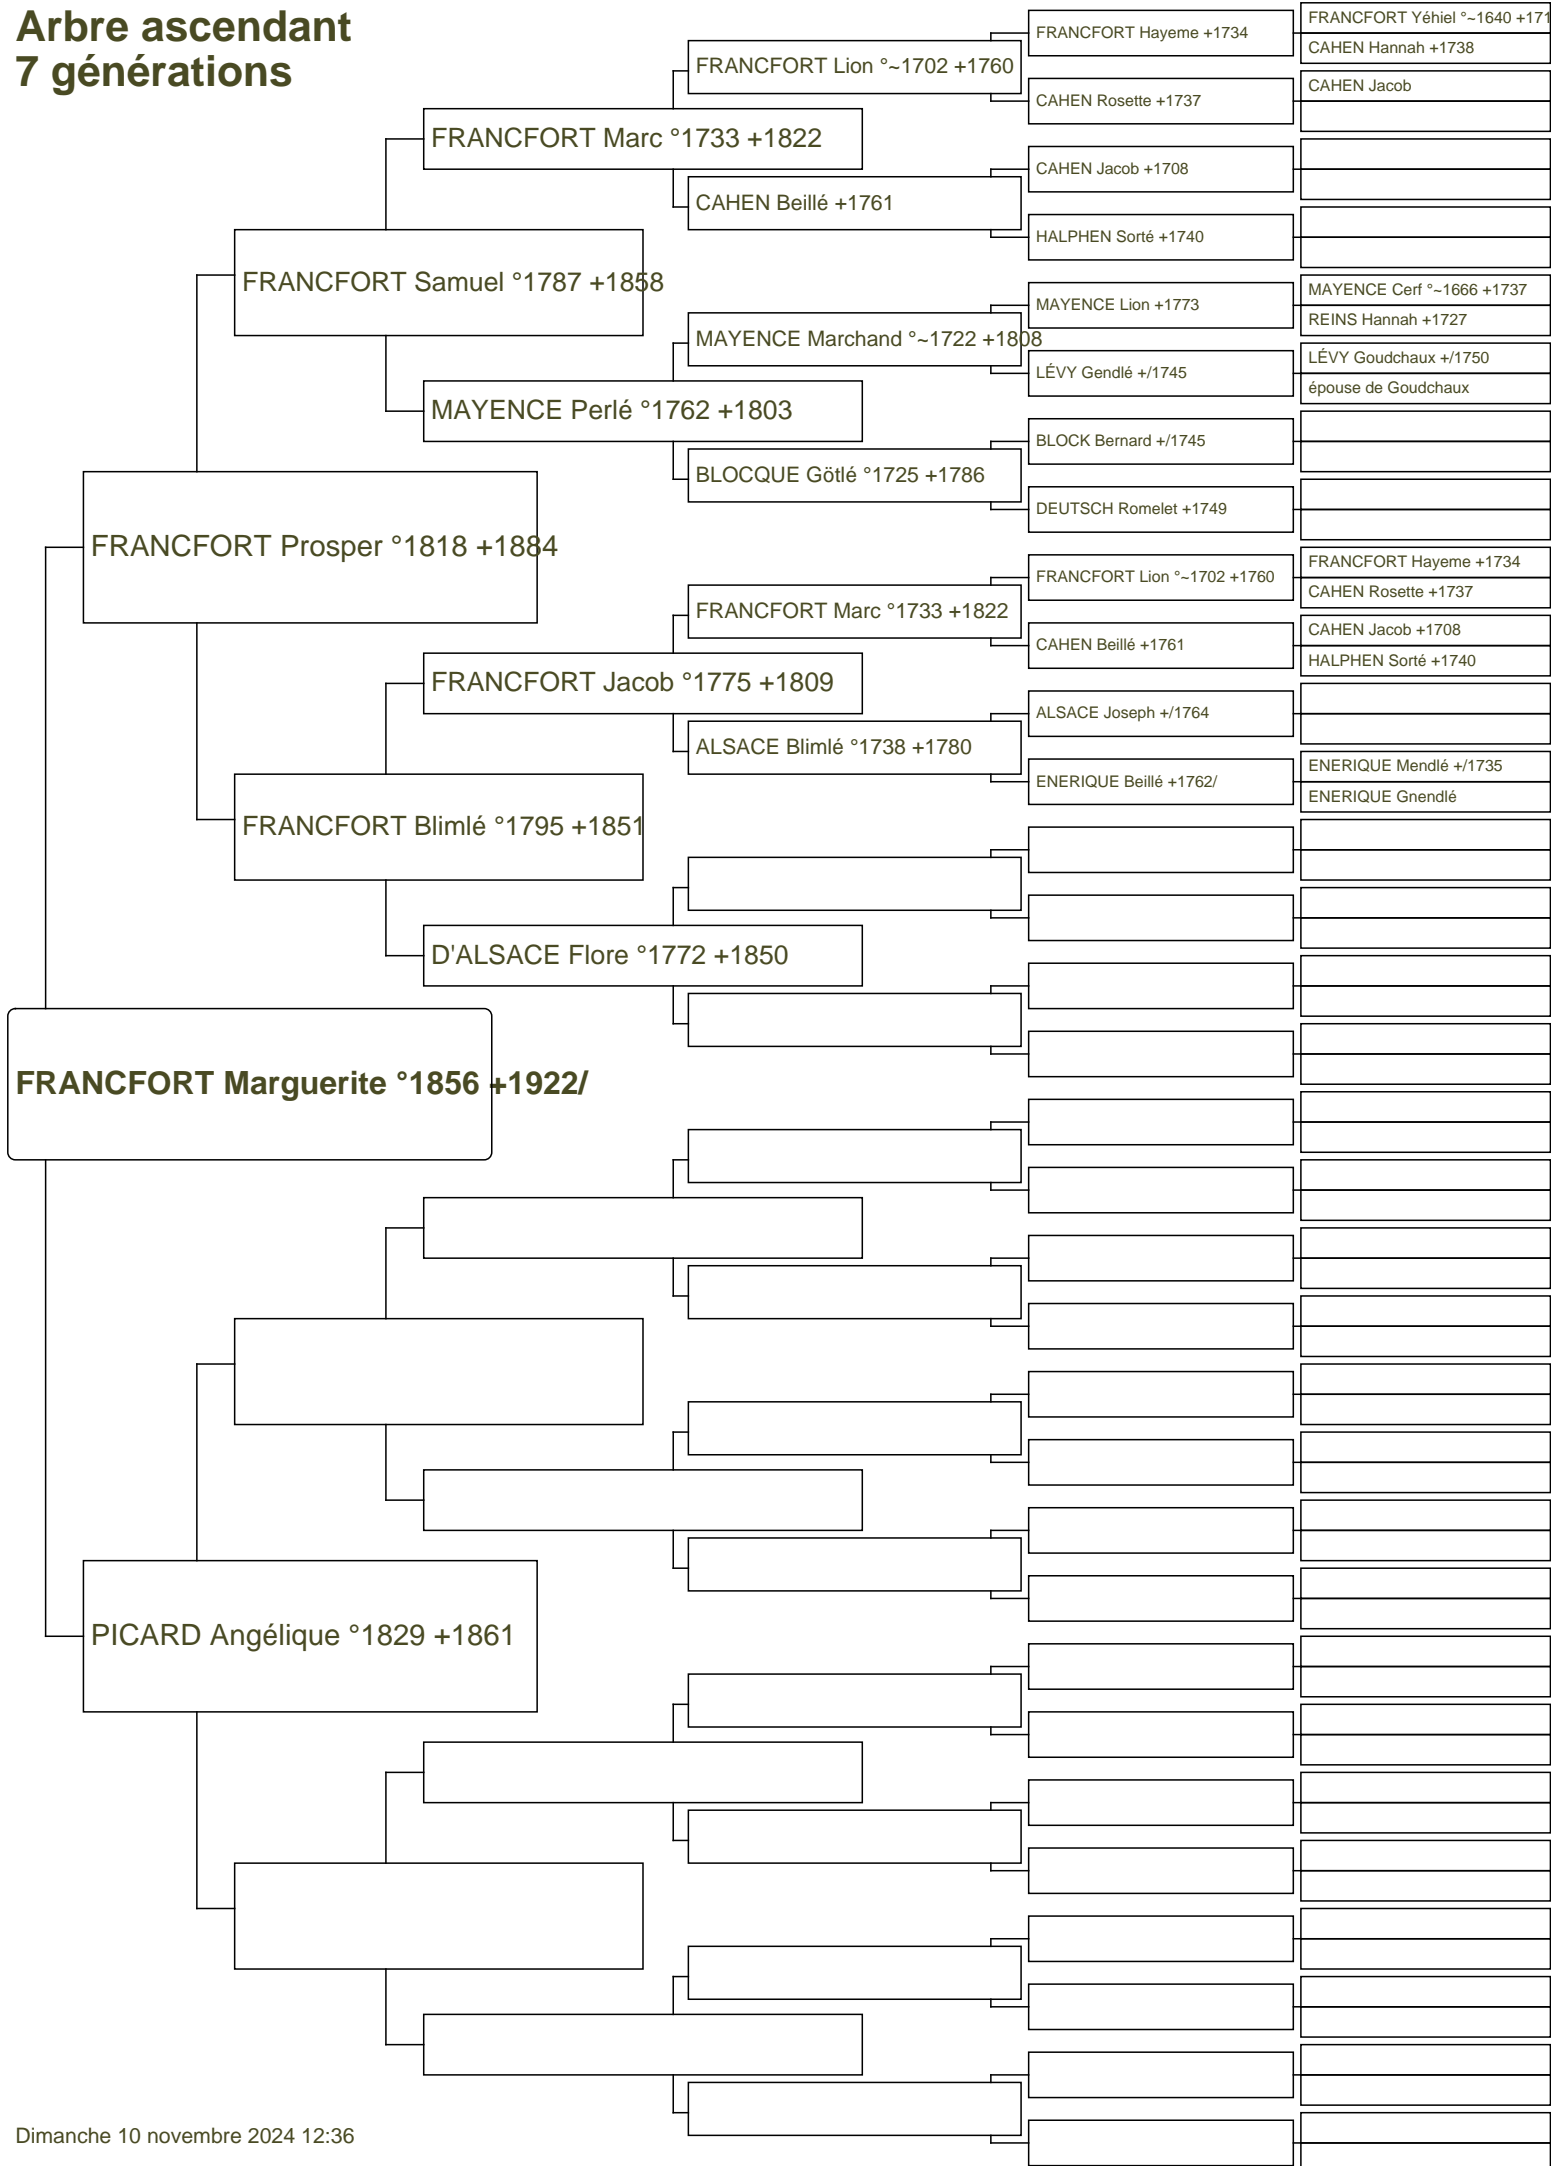 Arbre ascendant
7 générations
FRANCFORT Yéhiel °~1640 +171
FRANCFORT Hayeme +1734
CAHEN Hannah +1738
FRANCFORT Lion °~1702 +1760
CAHEN Jacob
CAHEN Rosette +1737
FRANCFORT Marc °1733 +1822
CAHEN Jacob +1708
CAHEN Beillé +1761
HALPHEN Sorté +1740
FRANCFORT Samuel °1787 +1858
MAYENCE Cerf °~1666 +1737
MAYENCE Lion +1773
REINS Hannah +1727
MAYENCE Marchand °~1722 +1808
LÉVY Goudchaux +/1750
LÉVY Gendlé +/1745
épouse de Goudchaux
MAYENCE Perlé °1762 +1803
BLOCK Bernard +/1745
BLOCQUE Götlé °1725 +1786
DEUTSCH Romelet +1749
FRANCFORT Prosper °1818 +1884
FRANCFORT Hayeme +1734
FRANCFORT Lion °~1702 +1760
CAHEN Rosette +1737
FRANCFORT Marc °1733 +1822
CAHEN Jacob +1708
CAHEN Beillé +1761
HALPHEN Sorté +1740
FRANCFORT Jacob °1775 +1809
ALSACE Joseph +/1764
ALSACE Blimlé °1738 +1780
ENERIQUE Mendlé +/1735
ENERIQUE Beillé +1762/
ENERIQUE Gnendlé
FRANCFORT Blimlé °1795 +1851
D'ALSACE Flore °1772 +1850
FRANCFORT Marguerite °1856 +1922/
PICARD Angélique °1829 +1861
Dimanche 10 novembre 2024 12:36